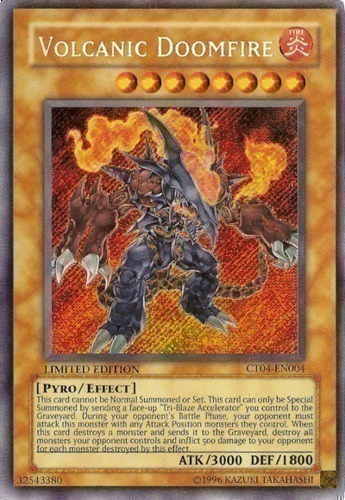 VOLCANIC DOOMFIRE
FIRE
炎
LIMITED EDITION
CT04-EN004
[PYRO/EFFECT]
This card cannot be Normal Summoned or Set. This card can only be Special
Summoned by sending a face-up "Tri-Blaze Accelerator" you control to the
Graveyard. During your opponent's Battle Phase, your opponent must
attack this monster with any Attack Position monsters they control. When
this card destroys a monster and sends it to the Graveyard, destroy all
monsters your opponent controls and inflict 500 damage to your opponent
for each monster destroyed by this effect.
ATK/3000 DEF/1800
32543380
©1996 KAZUKI TAKAHASHI